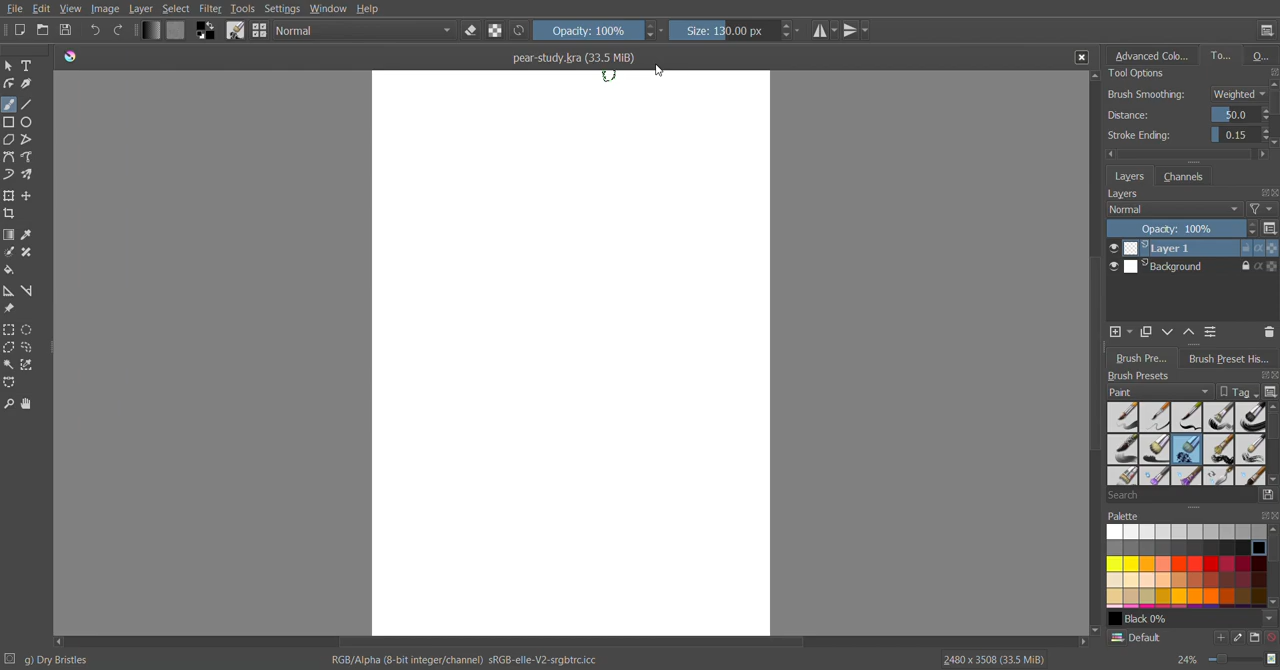 File Edit View Image Layer Select Filter Tools Settings Window Help
Normal Opacity: 100% Size: 130.00 px
pear-study.kra (33.5 MiB)
Advanced Colo... To... O...
Tool Options
Brush Smoothing: Weighted
Distance: 50.0
Stroke Ending: 0.15
Layers Channels
Layers
Normal
Opacity: 100%
Layer 1
Background
Brush Pre... Brush Preset His...
Brush Presets
Paint Tag
Search
Palette
Black 0%
Default
g) Dry Bristles RGB/Alpha (8-bit integer/channel) sRGB-elle-V2-srgbtrc.icc 2480 x 3508 (33.5 MiB) 24%